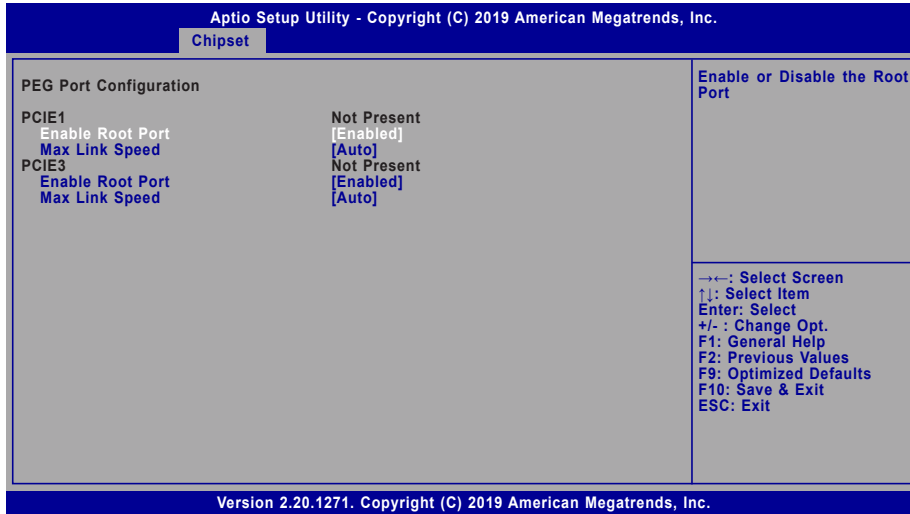 Aptio Setup Utility - Copyright (C) 2019 American Megatrends, Inc.
Chipset
PEG Port Configuration
PCIE1 Not Present
Enable Root Port [Enabled]
Max Link Speed [Auto]
PCIE3 Not Present
Enable Root Port [Enabled]
Max Link Speed [Auto]
Enable or Disable the Root
Port
→←: Select Screen
↑↓: Select Item
Enter: Select
+/- : Change Opt.
F1: General Help
F2: Previous Values
F9: Optimized Defaults
F10: Save & Exit
ESC: Exit
Version 2.20.1271. Copyright (C) 2019 American Megatrends, Inc.